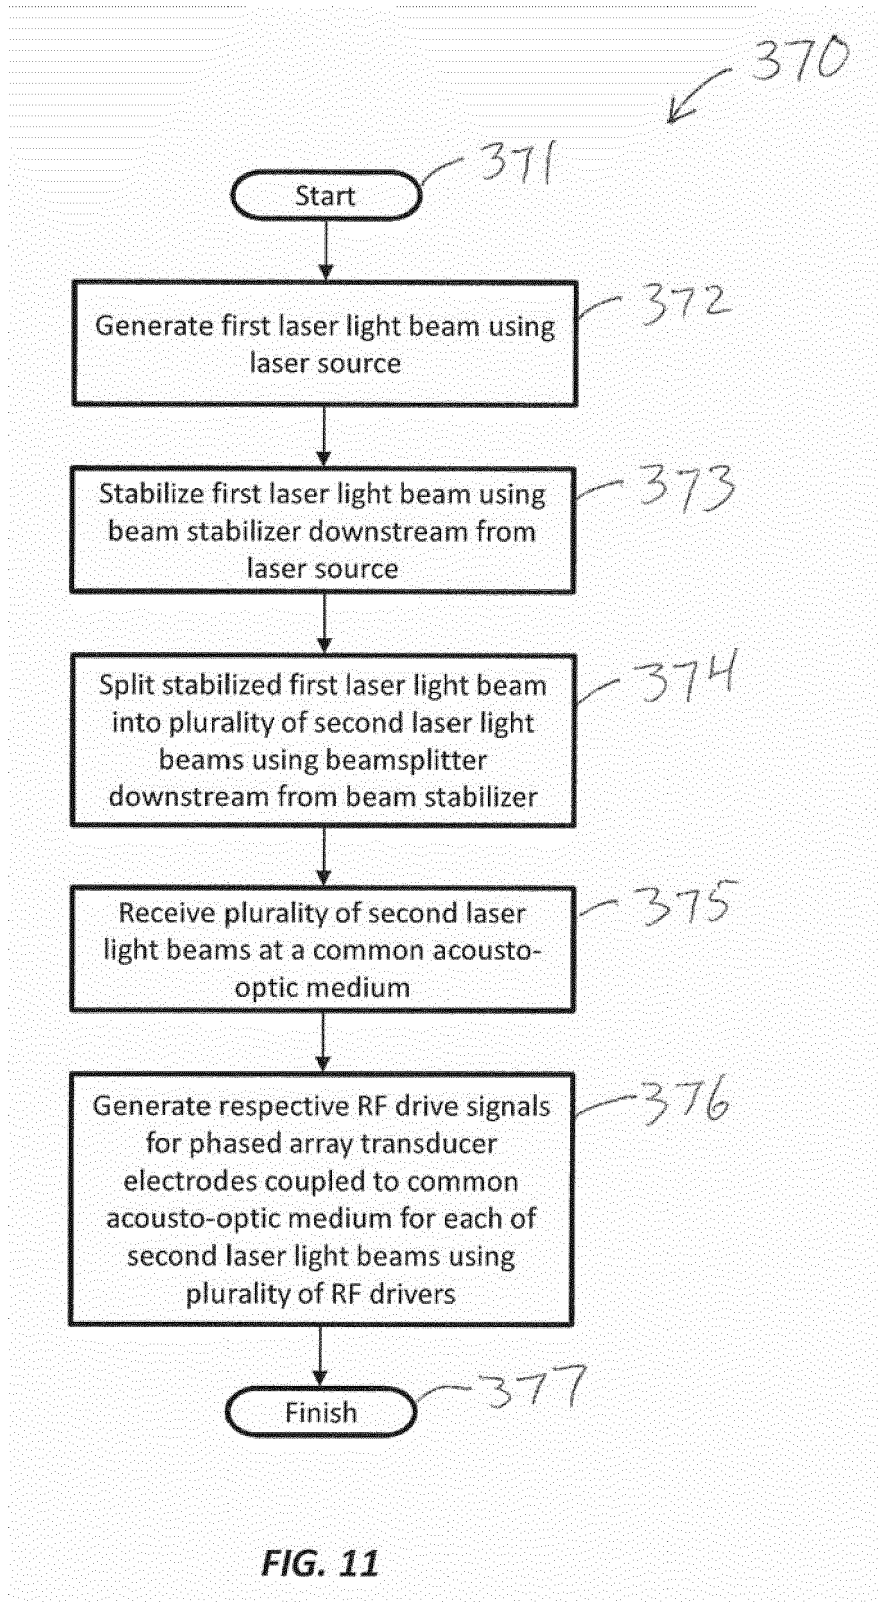 370
371
Start
372
Generate first laser light beam using
laser source
373
Stabilize first laser light beam using
beam stabilizer downstream from
laser source
374
Split stabilized first laser light beam
into plurality of second laser light
beams using beamsplitter
downstream from beam stabilizer
375
Receive plurality of second laser
light beams at a common acousto-
optic medium
376
Generate respective RF drive signals
for phased array transducer
electrodes coupled to common
acousto-optic medium for each of
second laser light beams using
plurality of RF drivers
377
Finish
FIG. 11